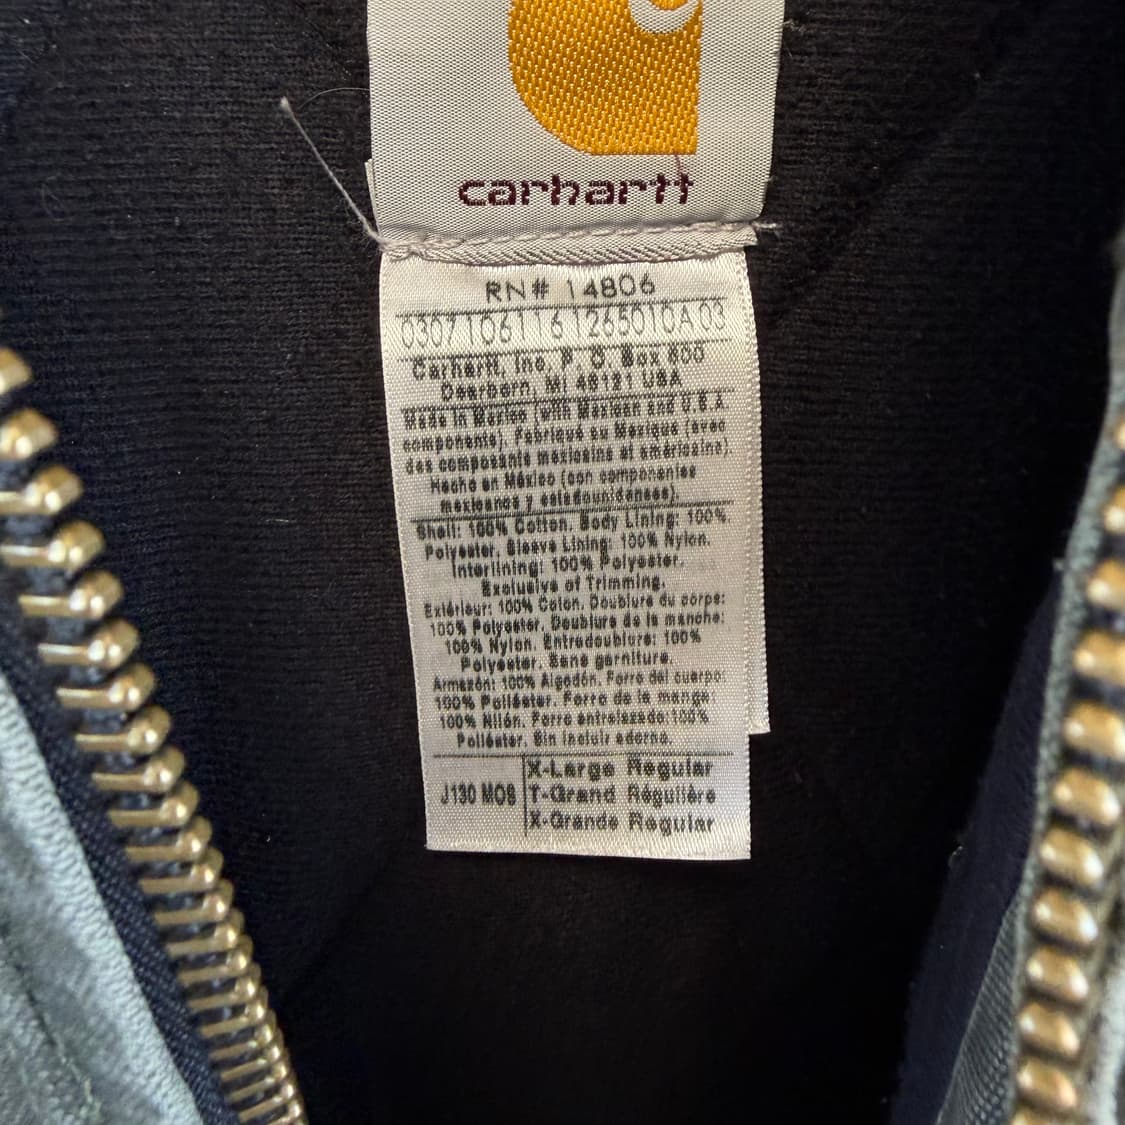 carhartt
RN# 14806
0307106116 1265010A 03
Carhartt, Inc, P. O. Box 600
Dearborn, MI 48121 USA
Made in Mexico (with Mexican and U.S.A.
components). Fabriqué au Mexique (avec
des composants mexicains et américains).
Hecho en México (con componentes
mexicanos y estadounidenses).
Shell: 100% Cotton. Body Lining: 100%.
Polyester. Sleeve Lining: 100% Nylon.
Interlining: 100% Polyester.
Exclusive of Trimming.
Extérieur: 100% Coton. Doublure du corps:
100% Polyester. Doublure de la manche:
100% Nylon. Entredoublure: 100%
Polyester. Sans garniture.
Armazón: 100% Algodón. Forro del cuerpo:
100% Poliéster. Forro de la manga:
100% Nilón. Forro entrelazado: 100%
Poliéster. Sin incluir adorno.
J130 MOS
X-Large Regular
T-Grand Régulière
X-Grande Regular